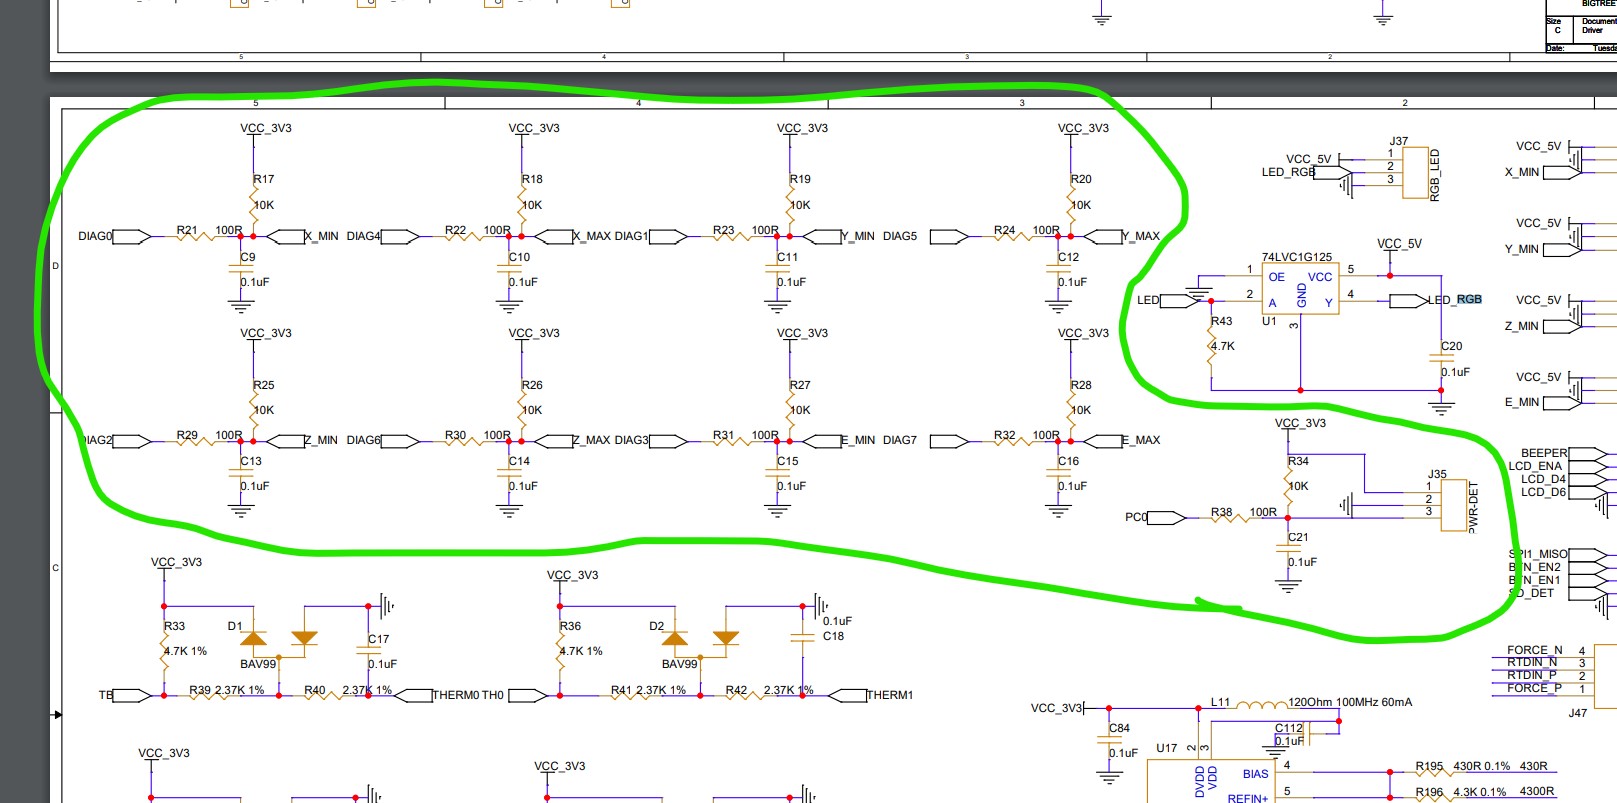 BIGTREE
Size
Document
C
Driver
Date:
Tuesda
5
4
3
2
5
4
3
2
D
C
VCC_3V3
VCC_3V3
VCC_3V3
VCC_3V3
R17
R18
R19
R20
10K
10K
10K
10K
DIAG0
R21
100R
X_MIN
DIAG4
R22
100R
X_MAX
DIAG1
R23
100R
Y_MIN
DIAG5
R24
100R
Y_MAX
C9
C10
C11
C12
0.1uF
0.1uF
0.1uF
0.1uF
VCC_3V3
VCC_3V3
VCC_3V3
VCC_3V3
R25
R26
R27
R28
10K
10K
10K
10K
DIAG2
R29
100R
Z_MIN
DIAG6
R30
100R
Z_MAX
DIAG3
R31
100R
E_MIN
DIAG7
R32
100R
E_MAX
C13
C14
C15
C16
0.1uF
0.1uF
0.1uF
0.1uF
J37
VCC_5V
1
LED_RGB
2
3
RGB_LED
VCC_5V
74LVC1G125
1
OE
VCC
5
LED
2
A
GND
Y
4
LED_RGB
U1
3
R43
4.7K
C20
0.1uF
VCC_5V
X_MIN
VCC_5V
Y_MIN
VCC_5V
Z_MIN
VCC_5V
E_MIN
VCC_3V3
R34
10K
J35
1
2
3
PWR-DET
PC0
R38
100R
C21
0.1uF
BEEPER
LCD_ENA
LCD_D4
LCD_D6
SPI1_MISO
BTN_EN2
BTN_EN1
SD_DET
VCC_3V3
R33
D1
4.7K 1%
BAV99
C17
0.1uF
TB
R39 2.37K 1%
R40
2.37K 1%
THERM0
VCC_3V3
R36
D2
4.7K 1%
BAV99
0.1uF
C18
TH0
R41 2.37K 1%
R42
2.37K 1%
THERM1
FORCE_N
4
RTDIN_N
3
RTDIN_P
2
FORCE_P
1
J47
VCC_3V3
L11
120Ohm 100MHz 60mA
C84
0.1uF
C112
0.1uF
U17
2
3
DVDD
VDD
BIAS
4
REFIN+
5
R195
430R 0.1%
430R
R196
4.3K 0.1%
4300R
VCC_3V3
VCC_3V3